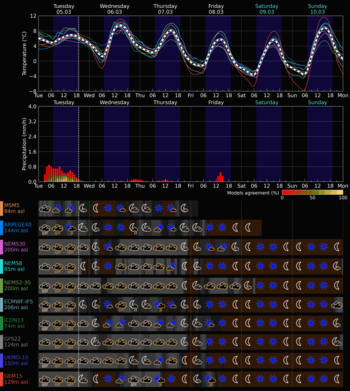 Tuesday Wednesday Thursday Friday Saturday Sunday
05.03 06.03 07.03 08.03 09.03 10.03
Temperature (°C)
12
8
4
0
−4
−8
Tue 06 12 18 Wed 06 12 18 Thu 06 12 18 Fri 06 12 18 Sat 06 12 18 Sun 06 12 18 Mon
Tuesday Wednesday Thursday Friday Saturday Sunday
Precipitation (mm/h)
4.0
3.2
2.4
1.6
0.8
0.0
Tue 06 12 18 Wed 06 12 18 Thu 06 12 18 Fri 06 12 18 Sat 06 12 18 Sun 06 12 18 Mon
Models agreement (%)
0 50 100
MSM5
84m asl
ARPEGE40
144m asl
NEMS30
200m asl
NEMS8
85m asl
NEMS2-30
200m asl
ECMWF-IFS
206m asl
ICON13
74m asl
GFS22
124m asl
UKMO-10
150m asl
GEM15
129m asl